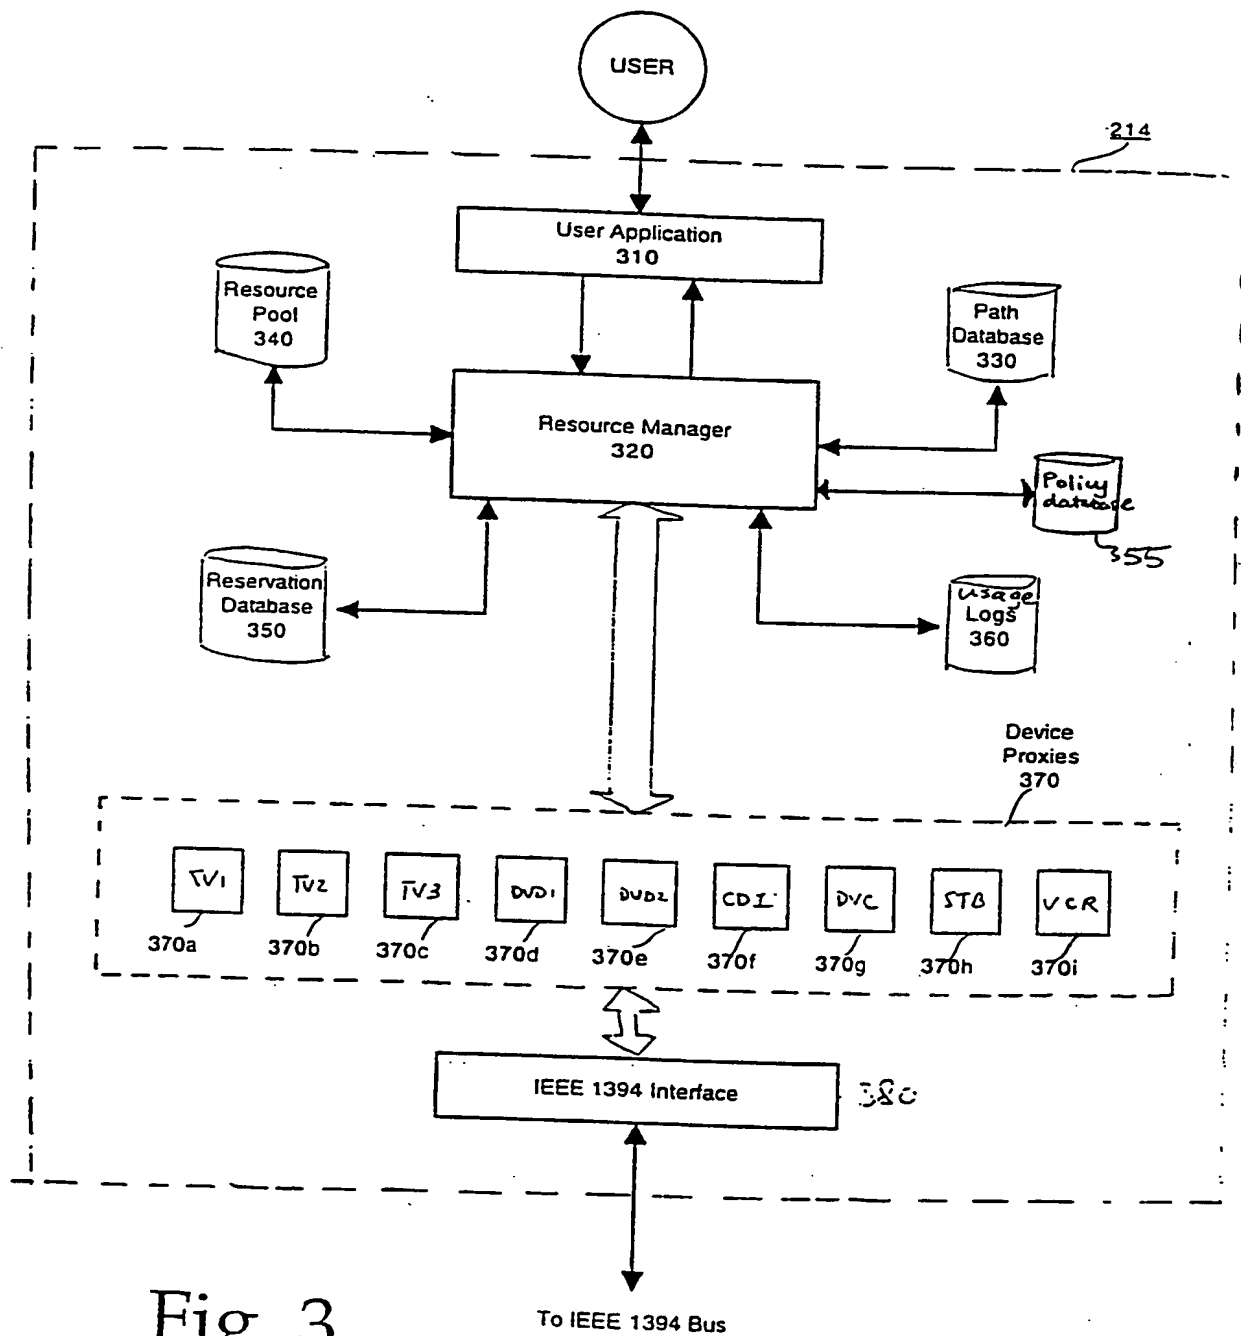 USER
214
User Application
310
Resource
Pool
340
Path
Database
330
Resource Manager
320
Policy
database
355
Reservation
Database
350
usage
Logs
360
Device
Proxies
370
TV1
TV2
TV3
DVD1
DVD2
CDI
DVC
STB
VCR
370a
370b
370c
370d
370e
370f
370g
370h
370i
IEEE 1394 Interface
380
To IEEE 1394 Bus
Fig. 3